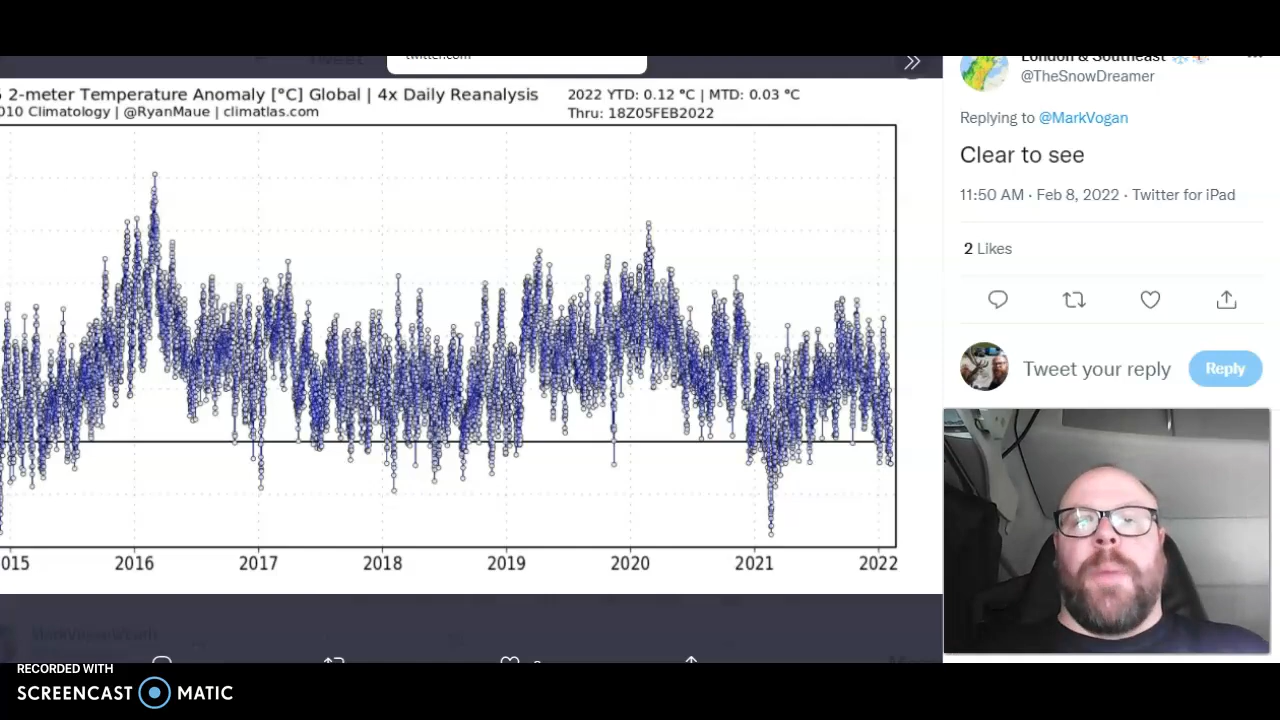 twitter.com
2-meter Temperature Anomaly [°C] Global | 4x Daily Reanalysis
2022 YTD: 0.12 °C | MTD: 0.03 °C
010 Climatology | @RyanMaue | climatlas.com
Thru: 18Z05FEB2022
015 2016 2017 2018 2019 2020 2021 2022
London & Southeast
@TheSnowDreamer
Replying to @MarkVogan
Clear to see
11:50 AM · Feb 8, 2022 · Twitter for iPad
2 Likes
Tweet your reply
Reply
RECORDED WITH
SCREENCAST MATIC